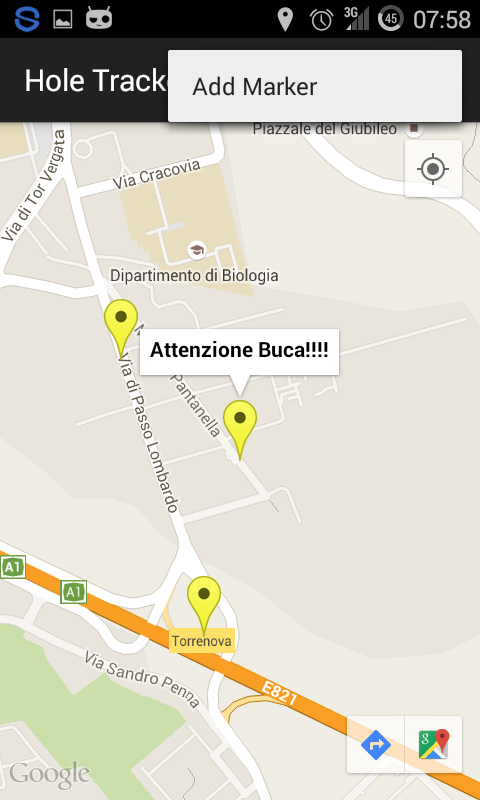 3G
45
07:58
Hole Track
Add Marker
Piazzale del Giubileo
Via di Tor Vergata
Via Cracovia
Dipartimento di Biologia
Attenzione Buca!!!!
Pantanella
Via di Passo Lombardo
A1
A1
Torrenova
Via Sandro Penna
E821
Google